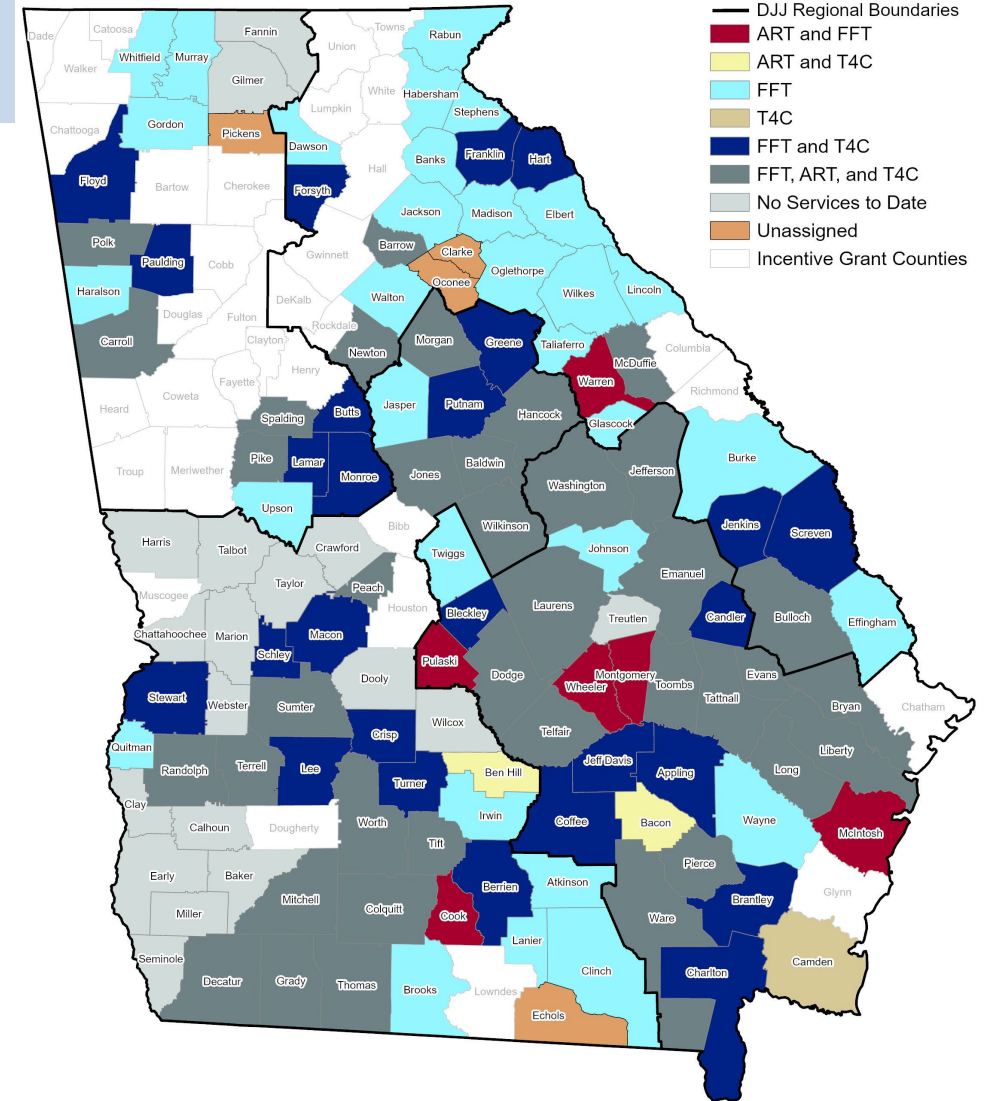 DJJ Regional Boundaries
ART and FFT
ART and T4C
FFT
T4C
FFT and T4C
FFT, ART, and T4C
No Services to Date
Unassigned
Incentive Grant Counties
Dade
Catoosa
Fannin
Towns
Union
Rabun
Walker
Whitfield
Murray
Gilmer
White
Habersham
Lumpkin
Stephens
Chattooga
Gordon
Pickens
Dawson
Banks
Franklin
Hart
Hall
Floyd
Bartow
Cherokee
Forsyth
Jackson
Madison
Elbert
Polk
Barrow
Clarke
Gwinnett
Paulding
Cobb
Oconee
Oglethorpe
Haralson
DeKalb
Walton
Wilkes
Lincoln
Douglas
Fulton
Rockdale
Carroll
Clayton
Newton
Morgan
Greene
Taliaferro
Columbia
McDuffie
Henry
Fayette
Warren
Richmond
Heard
Coweta
Butts
Jasper
Putnam
Spalding
Hancock
Glascock
Pike
Lamar
Monroe
Jones
Baldwin
Jefferson
Burke
Troup
Meriwether
Washington
Upson
Wilkinson
Jenkins
Screven
Bibb
Harris
Talbot
Crawford
Twiggs
Johnson
Emanuel
Taylor
Peach
Muscogee
Houston
Bleckley
Laurens
Treutlen
Candler
Bulloch
Effingham
Chattahoochee
Marion
Macon
Schley
Pulaski
Dodge
Wheeler
Montgomery
Toombs
Evans
Tattnall
Dooly
Stewart
Webster
Sumter
Wilcox
Telfair
Bryan
Chatham
Quitman
Crisp
Liberty
Randolph
Terrell
Lee
Turner
Ben Hill
Jeff Davis
Appling
Long
Clay
Irwin
Coffee
Bacon
Wayne
McIntosh
Calhoun
Dougherty
Worth
Tift
Early
Baker
Pierce
Berrien
Atkinson
Mitchell
Colquitt
Cook
Brantley
Glynn
Miller
Ware
Lanier
Seminole
Decatur
Grady
Thomas
Brooks
Lowndes
Clinch
Charlton
Camden
Echols